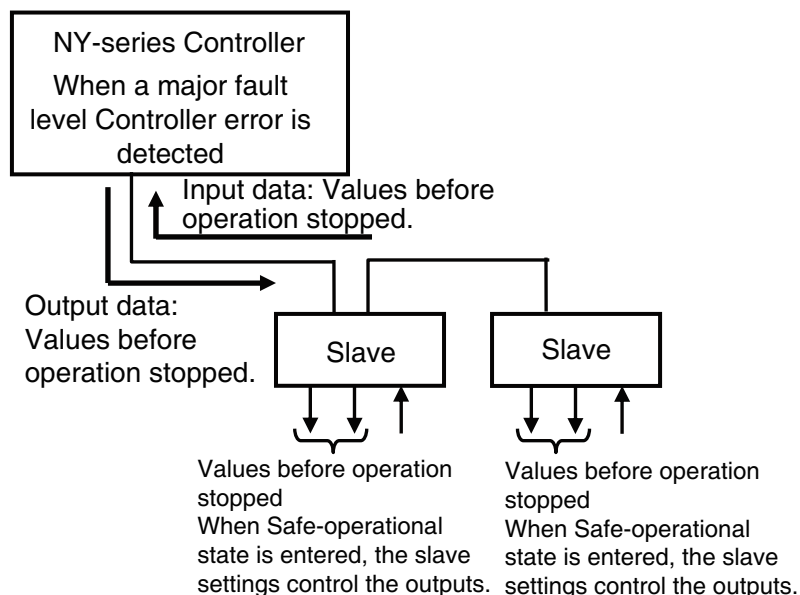 NY-series Controller
When a major fault
level Controller error is
detected
Input data: Values before
operation stopped.
Output data:
Values before
operation stopped.
Slave
Slave
Values before operation
stopped
When Safe-operational
state is entered, the slave
settings control the outputs.
Values before operation
stopped
When Safe-operational
state is entered, the slave
settings control the outputs.